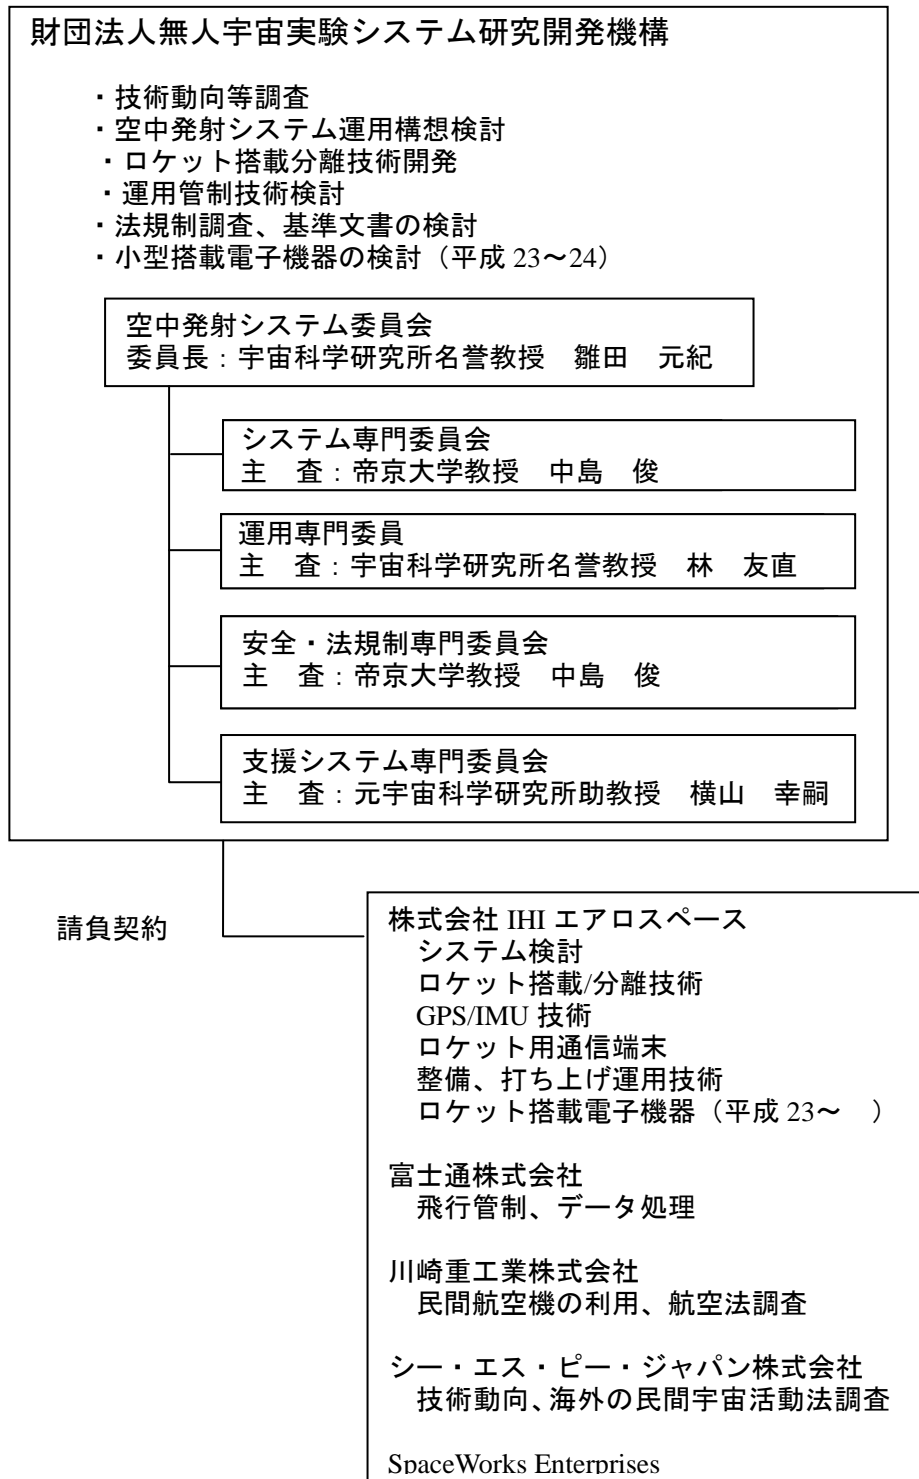 財団法人無人宇宙実験システム研究開発機構
・技術動向等調査
・空中発射システム運用構想検討
・ロケット搭載分離技術開発
・運用管制技術検討
・法規制調査、基準文書の検討
・小型搭載電子機器の検討（平成 23～24）
空中発射システム委員会
委員長：宇宙科学研究所名誉教授　雛田　元紀
システム専門委員会
主　査：帝京大学教授　中島　俊
運用専門委員
主　査：宇宙科学研究所名誉教授　林　友直
安全・法規制専門委員会
主　査：帝京大学教授　中島　俊
支援システム専門委員会
主　査：元宇宙科学研究所助教授　横山　幸嗣
請負契約
株式会社 IHI エアロスペース
システム検討
ロケット搭載/分離技術
GPS/IMU 技術
ロケット用通信端末
整備、打ち上げ運用技術
ロケット搭載電子機器（平成 23～　）
富士通株式会社
飛行管制、データ処理
川崎重工業株式会社
民間航空機の利用、航空法調査
シー・エス・ピー・ジャパン株式会社
技術動向、海外の民間宇宙活動法調査
SpaceWorks Enterprises